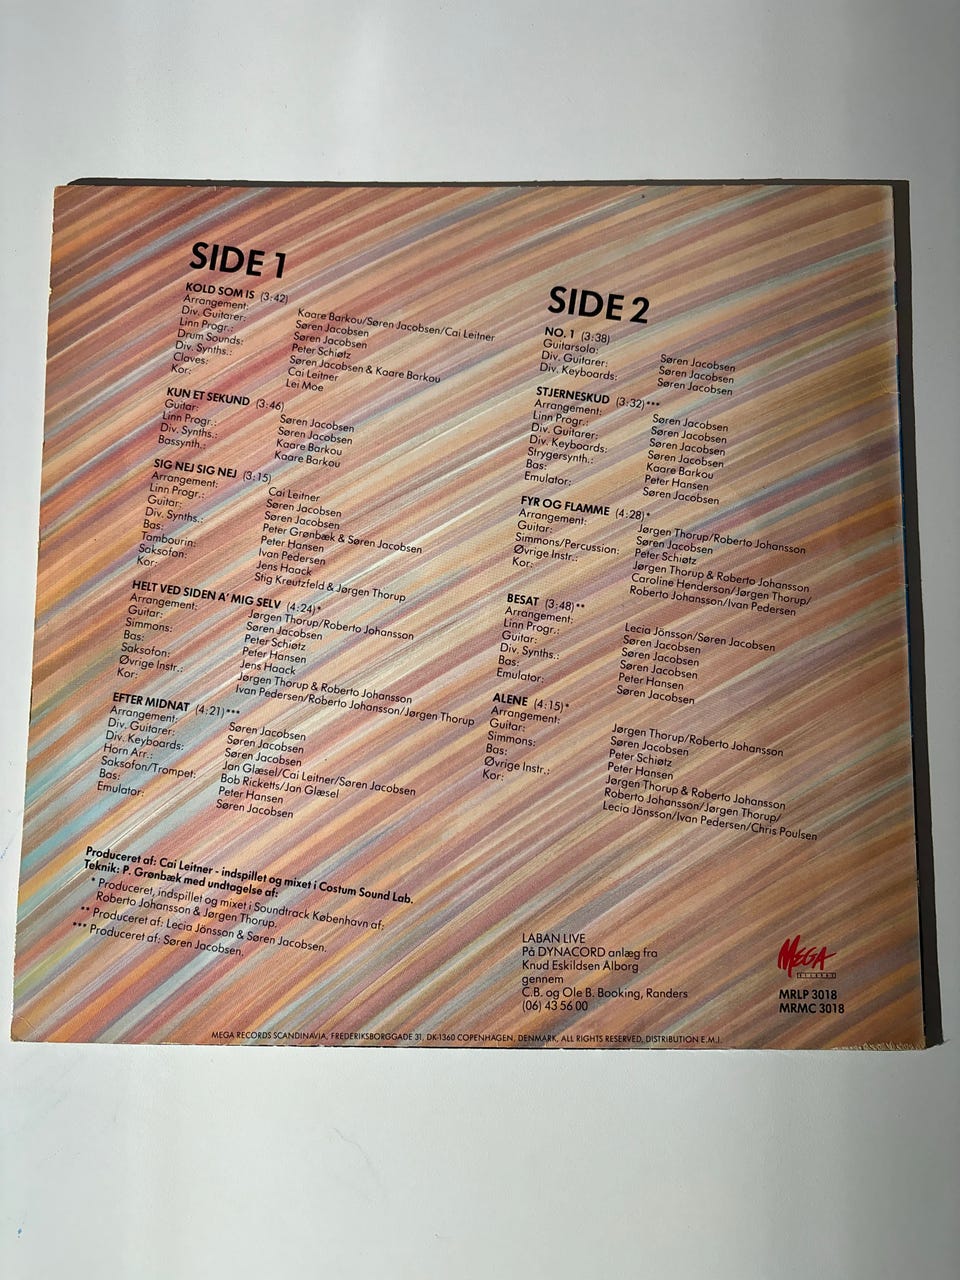 SIDE 1
KOLD SOM IS (3:42)
Arrangement: Kaare Barkou/Søren Jacobsen/Cai Leitner
Div. Guitarer: Søren Jacobsen
Linn Progr.: Søren Jacobsen
Drum Sounds: Peter Schiøtz
Div. Synths.: Søren Jacobsen & Kaare Barkou
Claves: Cai Leitner
Kor: Lei Moe
KUN ET SEKUND (3:46)
Guitar: Søren Jacobsen
Linn Progr.: Søren Jacobsen
Div. Synths.: Kaare Barkou
Bassynth.: Kaare Barkou
SIG NEJ SIG NEJ (3:15)
Arrangement: Cai Leitner
Linn Progr.: Søren Jacobsen
Guitar: Søren Jacobsen
Div. Synths.: Peter Grønbæk & Søren Jacobsen
Bas: Peter Hansen
Tambourin: Ivan Pedersen
Saksofon: Jens Haack
Kor: Stig Kreutzfeld & Jørgen Thorup
HELT VED SIDEN A' MIG SELV (4:24)*
Arrangement: Jørgen Thorup/Roberto Johansson
Guitar: Søren Jacobsen
Simmons: Peter Schiøtz
Bas: Peter Hansen
Saksofon: Jens Haack
Øvrige Instr.: Jørgen Thorup & Roberto Johansson
Kor: Ivan Pedersen/Roberto Johansson/Jørgen Thorup
EFTER MIDNAT (4:21)***
Arrangement: Søren Jacobsen
Div. Guitarer: Søren Jacobsen
Div. Keyboards: Søren Jacobsen
Horn Arr.: Jan Glæsel/Cai Leitner/Søren Jacobsen
Saksofon/Trompet: Bob Ricketts/Jan Glæsel
Bas: Peter Hansen
Emulator: Søren Jacobsen
Produceret af: Cai Leitner - indspillet og mixet i Costum Sound Lab.
Teknik: P. Grønbæk med undtagelse af:
* Produceret, indspillet og mixet i Soundtrack København af:
Roberto Johansson & Jørgen Thorup.
** Produceret af: Lecia Jönsson & Søren Jacobsen.
*** Produceret af: Søren Jacobsen.
SIDE 2
NO. 1 (3:38)
Guitarsolo: Søren Jacobsen
Div. Guitarer: Søren Jacobsen
Div. Keyboards: Søren Jacobsen
STJERNESKUD (3:32)***
Arrangement: Søren Jacobsen
Linn Progr.: Søren Jacobsen
Div. Guitarer: Søren Jacobsen
Div. Keyboards: Søren Jacobsen
Strygersynth.: Kaare Barkou
Bas: Peter Hansen
Emulator: Søren Jacobsen
FYR OG FLAMME (4:28)*
Arrangement: Jørgen Thorup/Roberto Johansson
Guitar: Søren Jacobsen
Simmons/Percussion: Peter Schiøtz
Øvrige Instr.: Jørgen Thorup & Roberto Johansson
Kor: Caroline Henderson/Jørgen Thorup/
Roberto Johansson/Ivan Pedersen
BESAT (3:48)**
Arrangement: Lecia Jönsson/Søren Jacobsen
Linn Progr.: Søren Jacobsen
Guitar: Søren Jacobsen
Div. Synths.: Søren Jacobsen
Bas: Peter Hansen
Emulator: Søren Jacobsen
ALENE (4:15)*
Arrangement: Jørgen Thorup/Roberto Johansson
Guitar: Søren Jacobsen
Simmons: Peter Schiøtz
Bas: Peter Hansen
Øvrige Instr.: Jørgen Thorup & Roberto Johansson
Kor: Roberto Johansson/Jørgen Thorup/
Lecia Jönsson/Ivan Pedersen/Chris Poulsen
LABAN LIVE
På DYNACORD anlæg fra
Knud Eskildsen Alborg
gennem
C.B. og Ole B. Booking, Randers
(06) 43 56 00
MEGA
RECORDS
MRLP 3018
MRMC 3018
MEGA RECORDS SCANDINAVIA, FREDERIKSBORGGADE 31, DK-1360 COPENHAGEN, DENMARK, ALL RIGHTS RESERVED, DISTRIBUTION E.M.I.